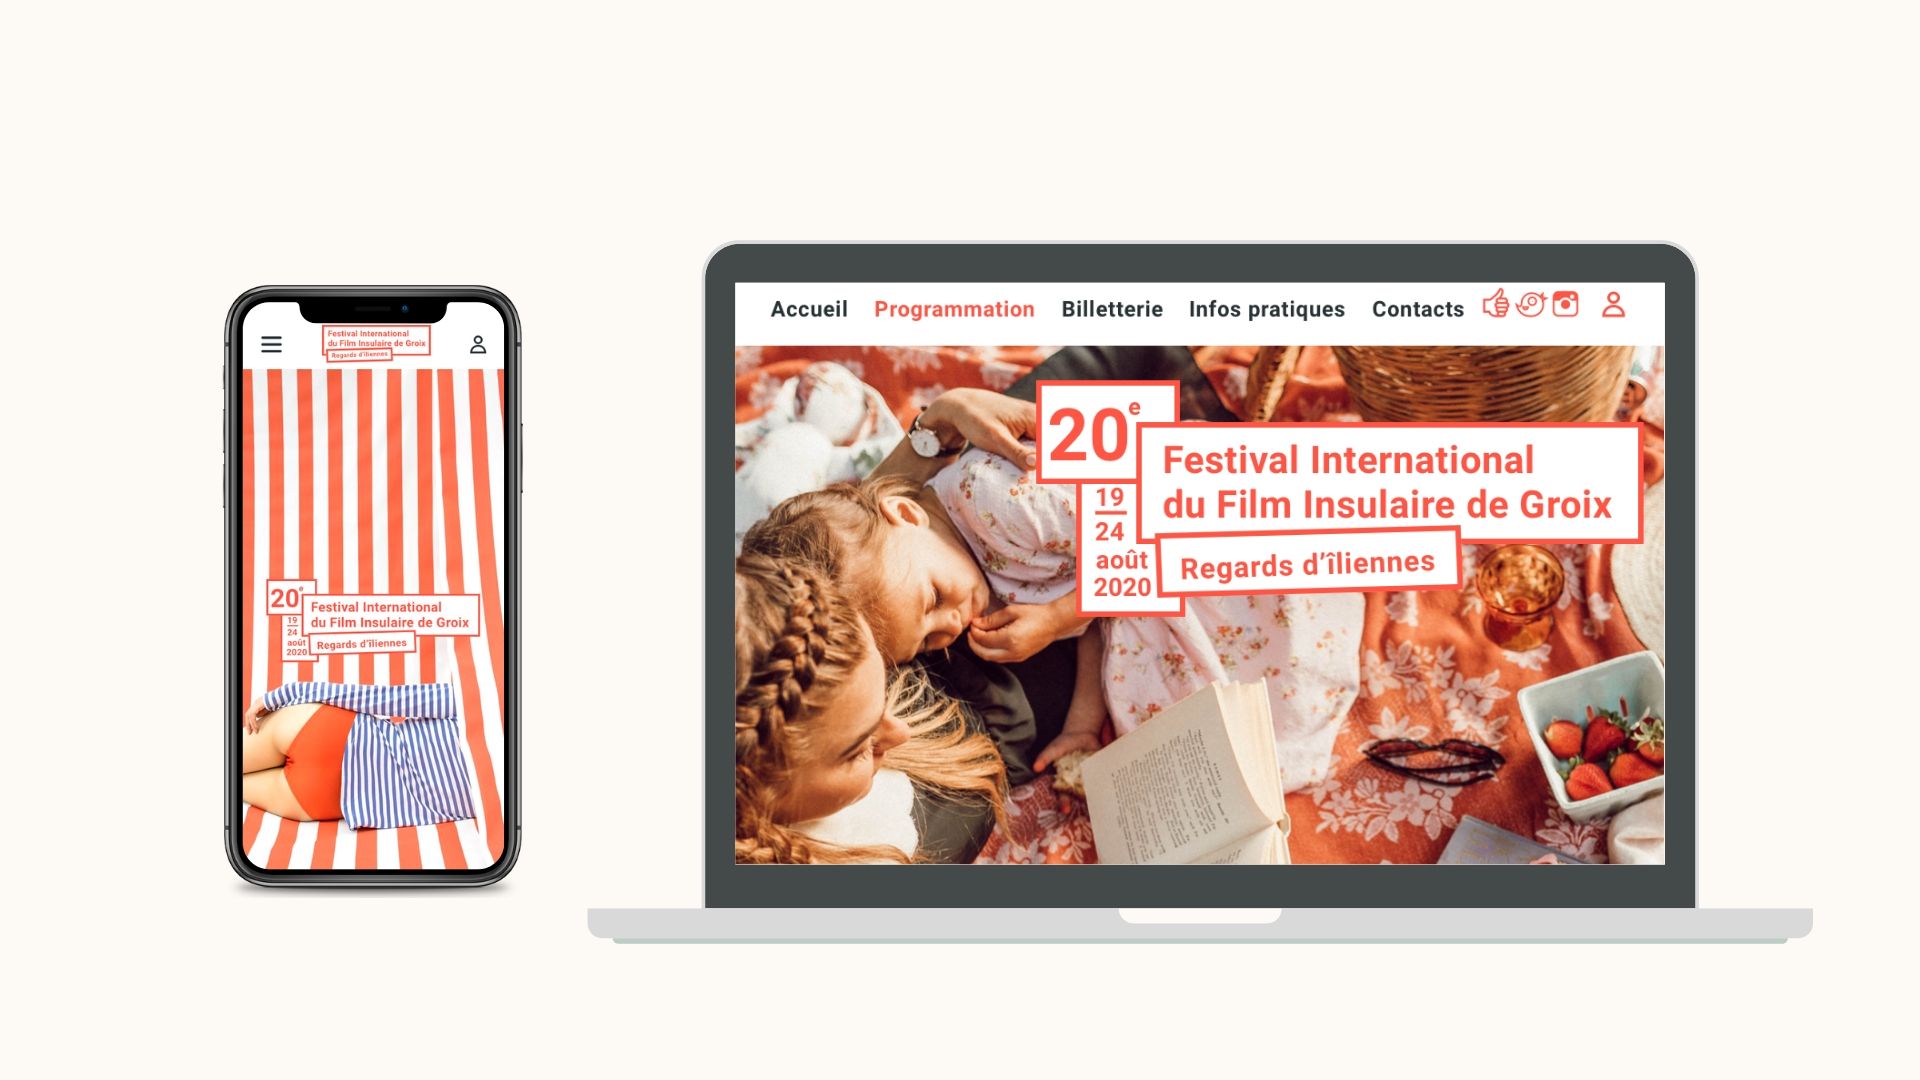 Festival International
du Film Insulaire de Groix
Regards d'îliennes
20e
Festival International
du Film Insulaire de Groix
19
24
août
2020
Regards d'îliennes
Accueil Programmation Billetterie Infos pratiques Contacts
20e
Festival International
du Film Insulaire de Groix
19
24
août
2020
Regards d'îliennes